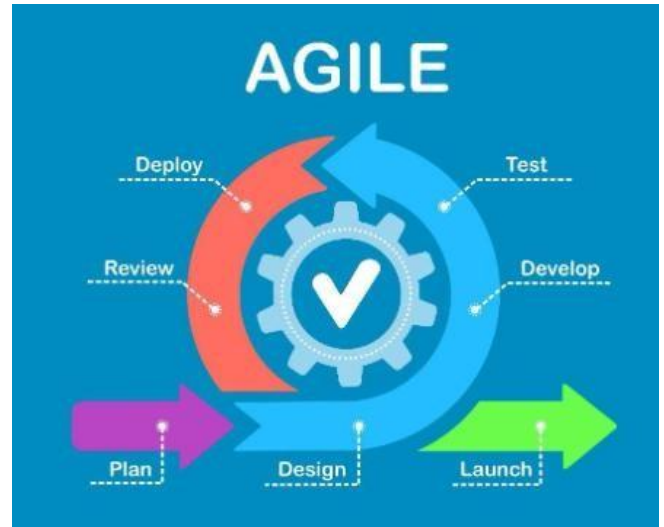 AGILE
Deploy
Test
Review
Develop
Plan
Design
Launch